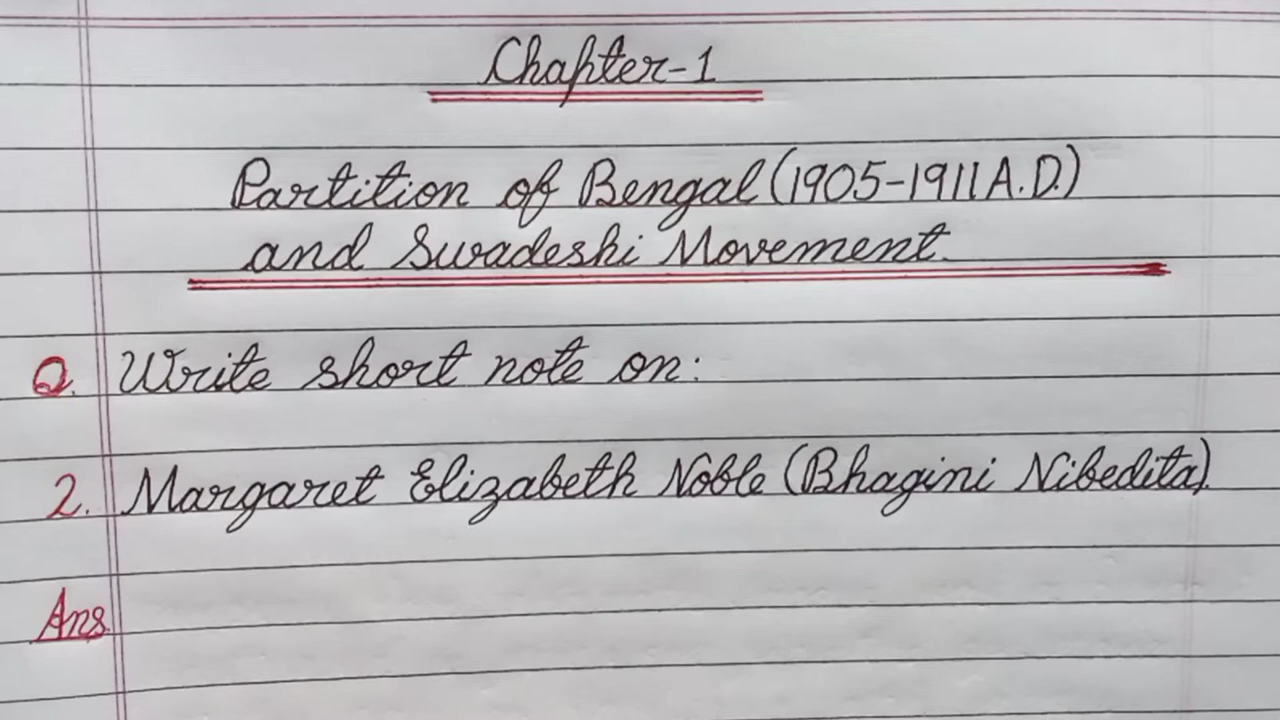 Chapter-1
Partition of Bengal (1905-1911 A.D.)
and Swadeshi Movement.
Q. Write short note on:
2. Margaret Elizabeth Noble (Bhagini Nibedita).
Ans.